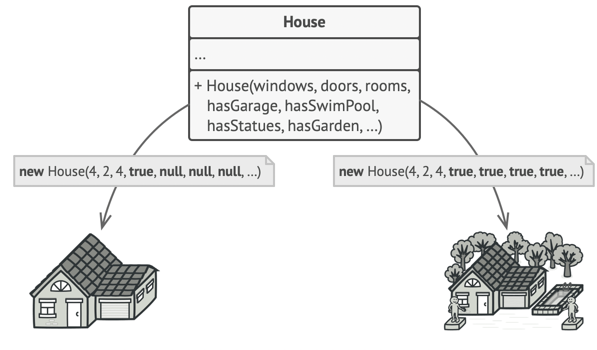 House
...
+ House(windows, doors, rooms,
hasGarage, hasSwimPool,
hasStatues, hasGarden, ...)
new House(4, 2, 4, true, null, null, null, ...)
new House(4, 2, 4, true, true, true, true, ...)